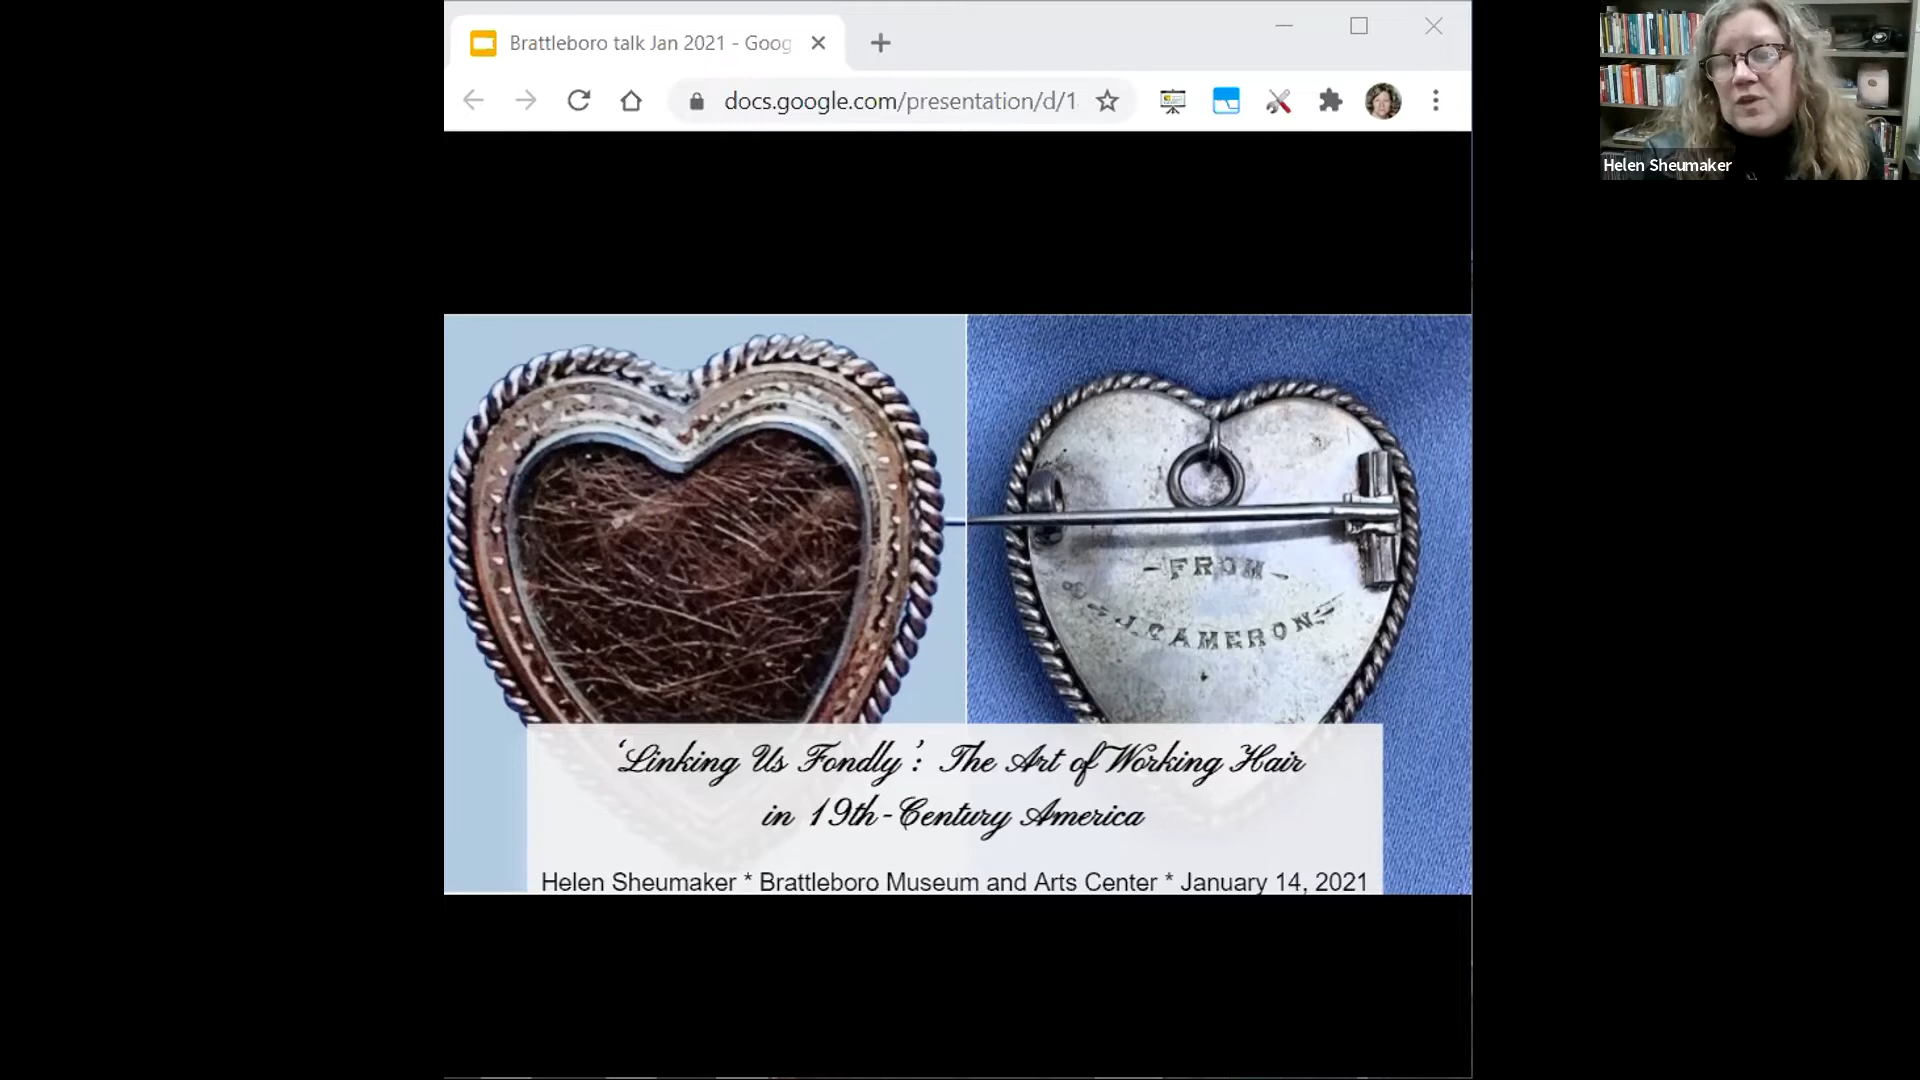 Brattleboro talk Jan 2021 - Goog
docs.google.com/presentation/d/1
Helen Sheumaker
-FROM-
J. CAMERON
'Linking Us Fondly': The Art of Working Hair
in 19th-Century America
Helen Sheumaker * Brattleboro Museum and Arts Center * January 14, 2021